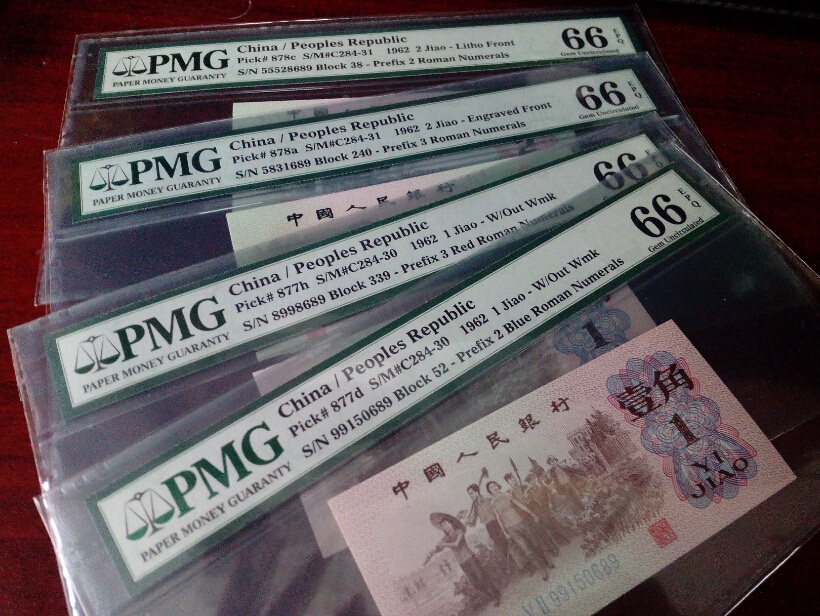 PMG
PAPER MONEY GUARANTY
China / Peoples Republic
Pick# 878c S/M#C284-31 1962 2 Jiao - Litho Front
S/N 55528689 Block 38 - Prefix 2 Roman Numerals
66 EPQ
Gem Uncirculated
PMG
PAPER MONEY GUARANTY
China / Peoples Republic
Pick# 878a S/M#C284-31 1962 2 Jiao - Engraved Front
S/N 5831689 Block 240 - Prefix 3 Roman Numerals
66 EPQ
Gem Uncirculated
中國人民銀行
PMG
PAPER MONEY GUARANTY
China / Peoples Republic
Pick# 877h S/M#C284-30 1962 1 Jiao - W/Out Wmk
S/N 8998689 Block 339 - Prefix 3 Red Roman Numerals
66
1
PMG
PAPER MONEY GUARANTY
China / Peoples Republic
Pick# 877d S/M#C284-30 1962 1 Jiao - W/Out Wmk
S/N 99150689 Block 52 - Prefix 2 Blue Roman Numerals
66 EPQ
Gem Uncirculated
中國人民銀行
壹角
1
YI
JIAO
99150689